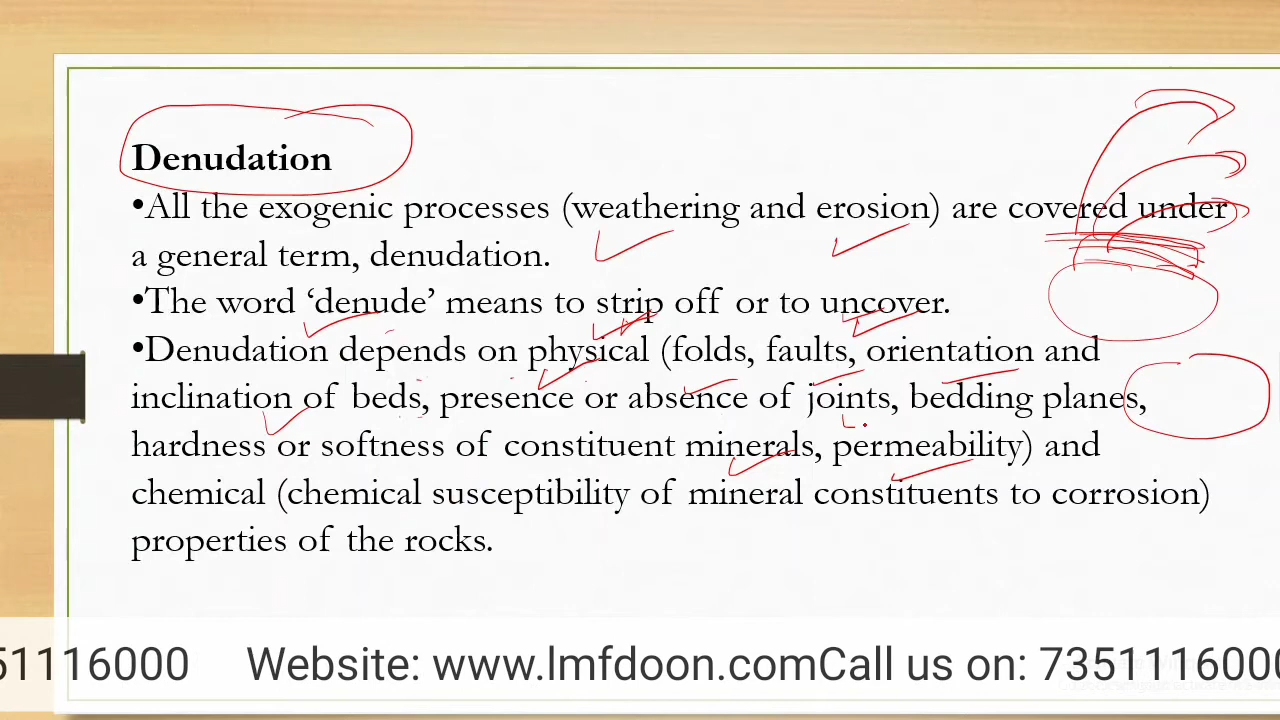 Denudation
•All the exogenic processes (weathering and erosion) are covered under
a general term, denudation.
•The word ‘denude’ means to strip off or to uncover.
•Denudation depends on physical (folds, faults, orientation and
inclination of beds, presence or absence of joints, bedding planes,
hardness or softness of constituent minerals, permeability) and
chemical (chemical susceptibility of mineral constituents to corrosion)
properties of the rocks.
51116000 Website: www.lmfdoon.comCall us on: 7351116000